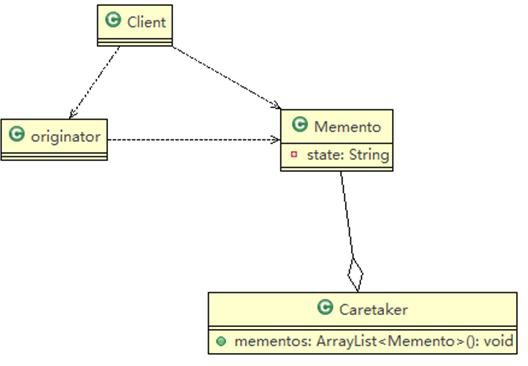 Client
originator
Memento
state: String
Caretaker
mementos: ArrayList<Memento>(): void